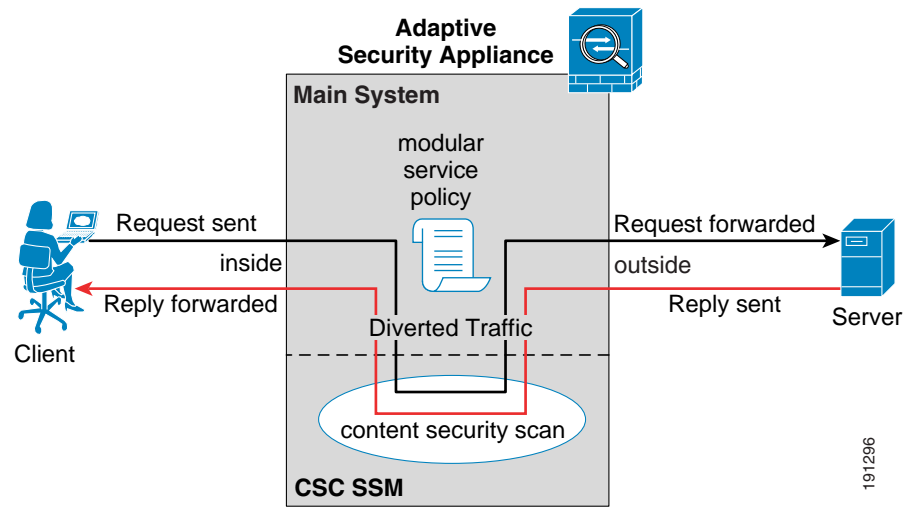 Adaptive
Security Appliance
Main System
modular
service
policy
Request sent
Request forwarded
inside
outside
Reply forwarded
Reply sent
Client
Server
Diverted Traffic
content security scan
CSC SSM
191296